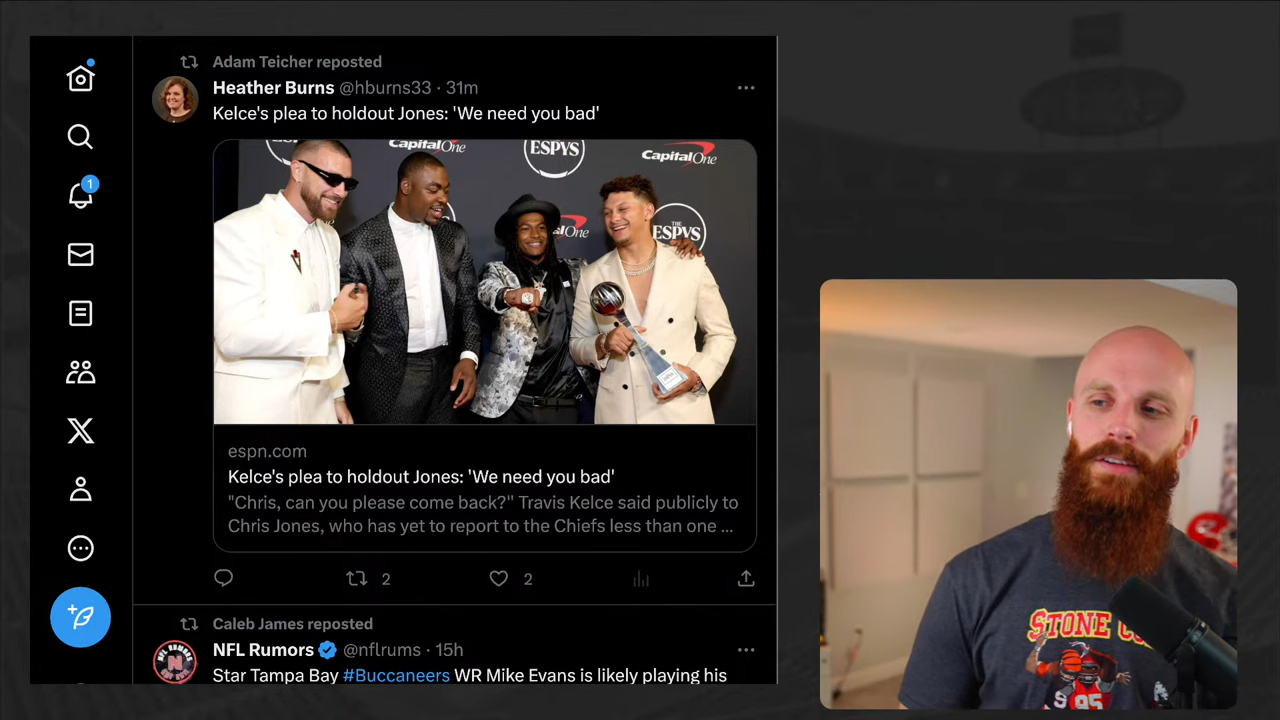 Adam Teicher reposted
Heather Burns @hburns33 · 31m
Kelce's plea to holdout Jones: 'We need you bad'
ESPYS
CapitalOne
CapitalOne
One
THE
ESPYS
espn.com
Kelce's plea to holdout Jones: 'We need you bad'
"Chris, can you please come back?" Travis Kelce said publicly to
Chris Jones, who has yet to report to the Chiefs less than one ...
2
2
1
Caleb James reposted
NFL Rumors @nflrums · 15h
Star Tampa Bay #Buccaneers WR Mike Evans is likely playing his
STONE
95